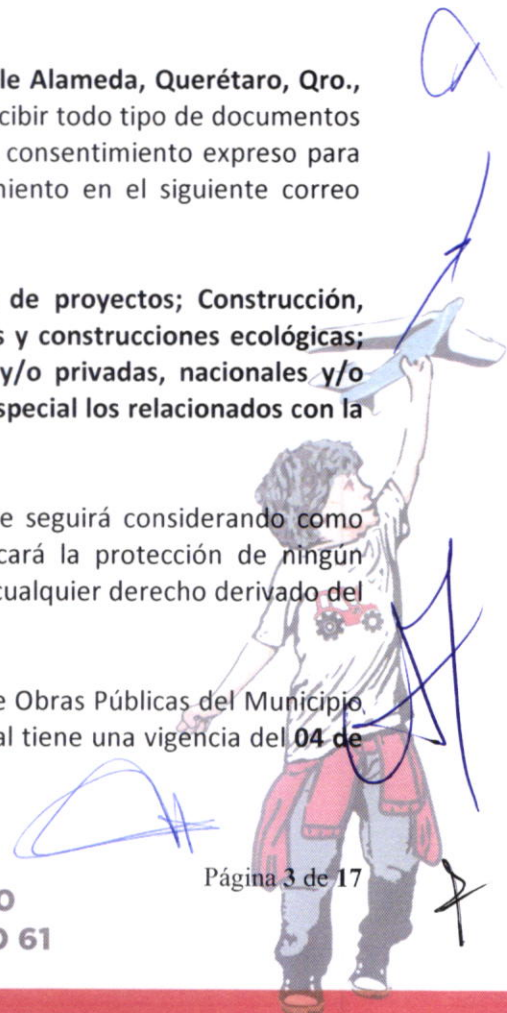 le Alameda, Querétaro, Qro.,
cibir todo tipo de documentos
consentimiento expreso para
niento en el siguiente correo
de proyectos; Construcción,
s y construcciones ecológicas;
y/o privadas, nacionales y/o
special los relacionados con la
e seguirá considerando como
cará la protección de ningún
cualquier derecho derivado del
e Obras Públicas del Municipio
al tiene una vigencia del 04 de
Página 3 de 17
O
O 61